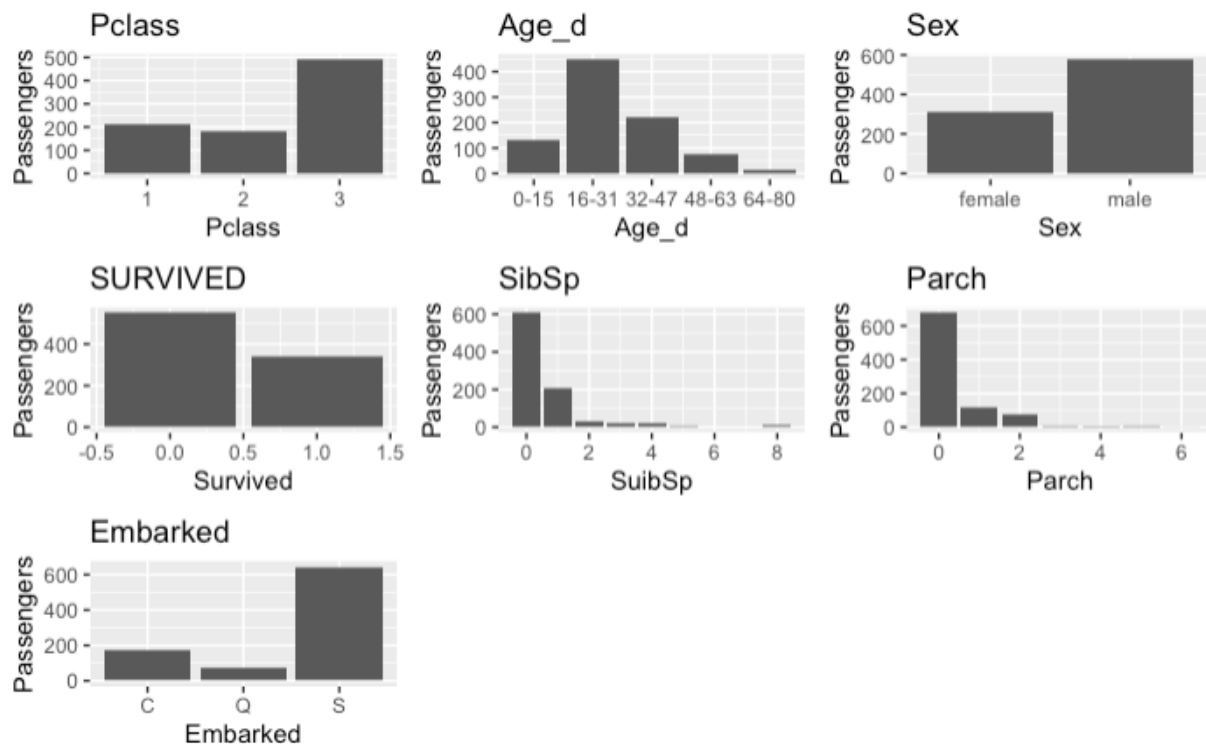 Pclass
Passengers
500
400
300
200
100
0
1 2 3
Pclass
Age_d
Passengers
400
300
200
100
0
0-15 16-31 32-47 48-63 64-80
Age_d
Sex
Passengers
600
400
200
0
female male
Sex
SURVIVED
Passengers
400
200
0
-0.5 0.0 0.5 1.0 1.5
Survived
SibSp
Passengers
600
400
200
0
0 2 4 6 8
SuibSp
Parch
Passengers
600
400
200
0
0 2 4 6
Parch
Embarked
Passengers
600
400
200
0
C Q S
Embarked